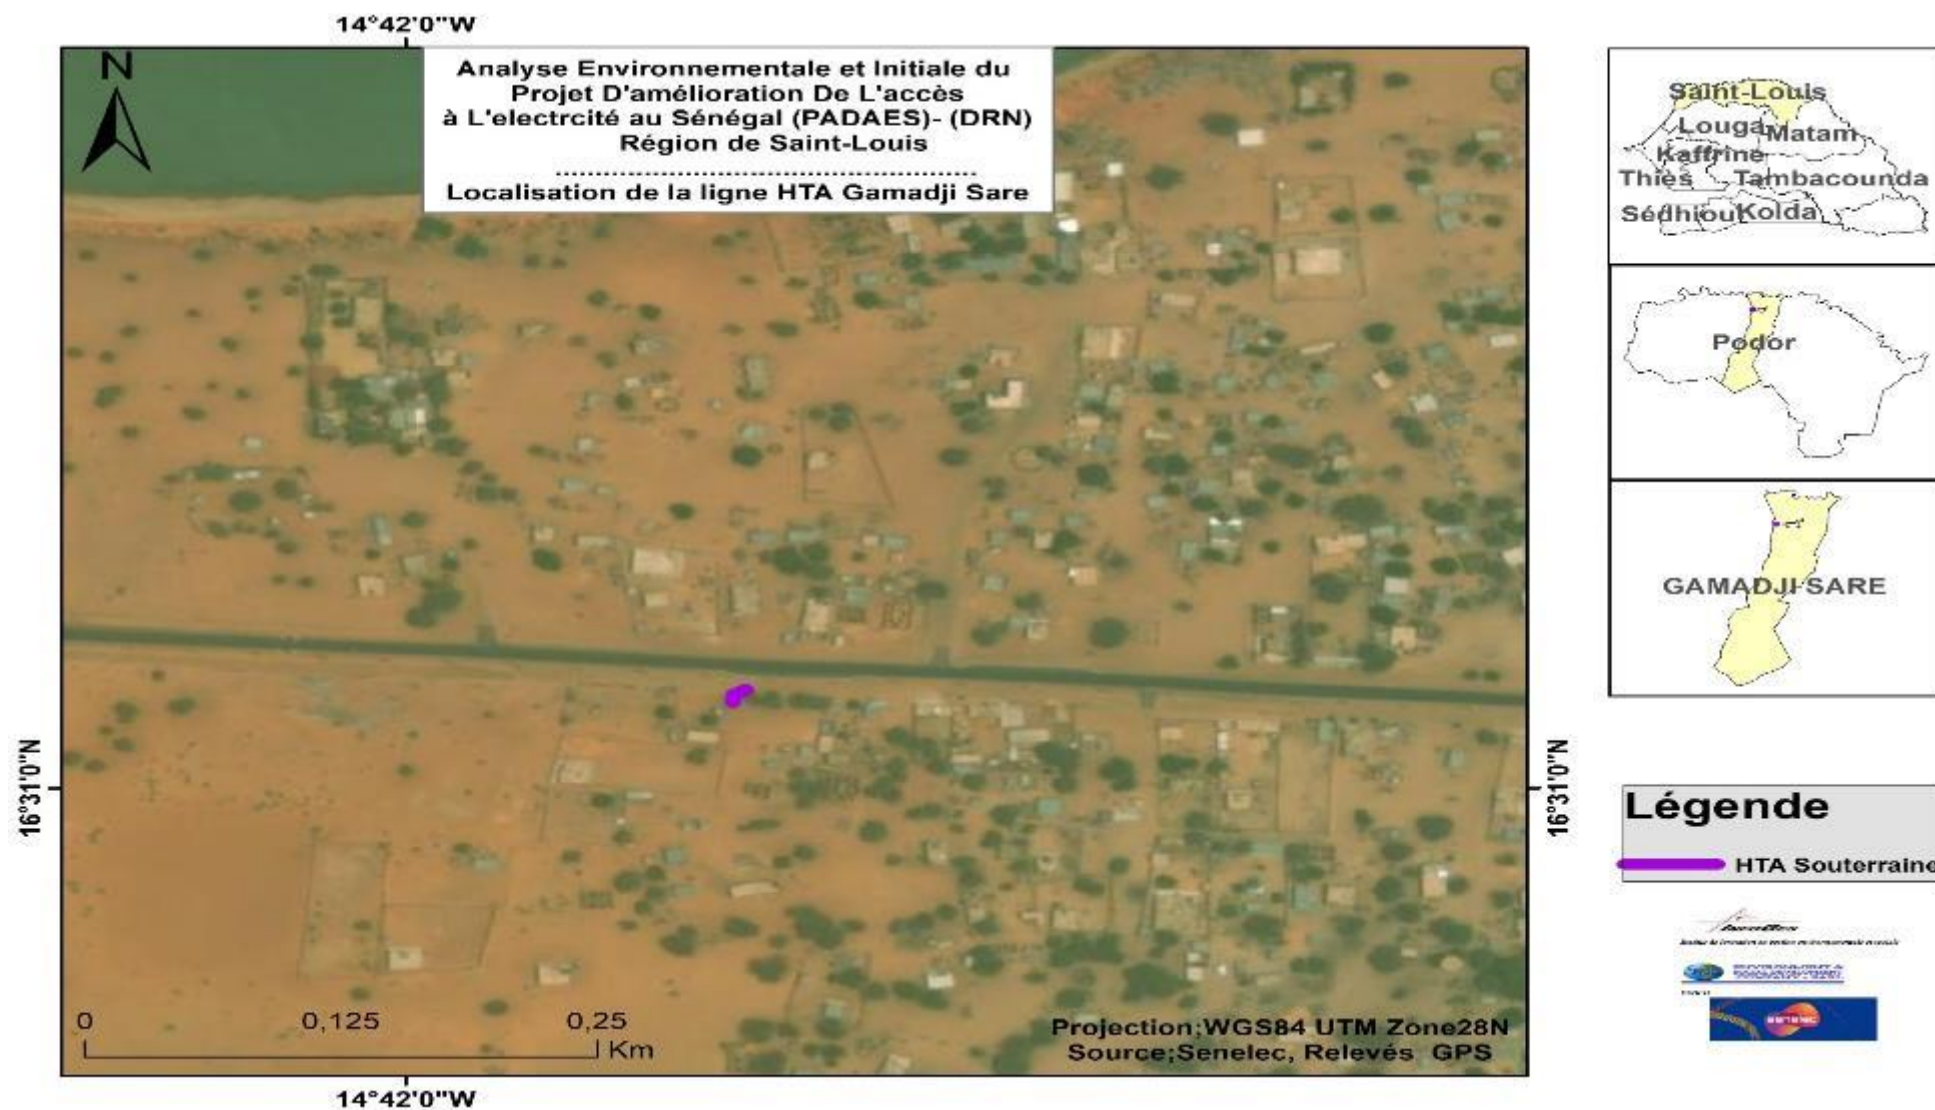 14°42'0"W
N
Analyse Environnementale et Initiale du
Projet D'amélioration De L'accès
à L'electrcité au Sénégal (PADAES)- (DRN)
Région de Saint-Louis
Localisation de la ligne HTA Gamadji Sare
16°31'0"N
16°31'0"N
0 0,125 0,25
Km
Projection;WGS84 UTM Zone28N
Source;Senelec, Relevés GPS
14°42'0"W
Saint-Louis
Louga
Matam
Kaffrine
Thiès
Tambacounda
Sédhiou
Kolda
Podor
GAMADJI SARE
Légende
HTA Souterraine
senelec